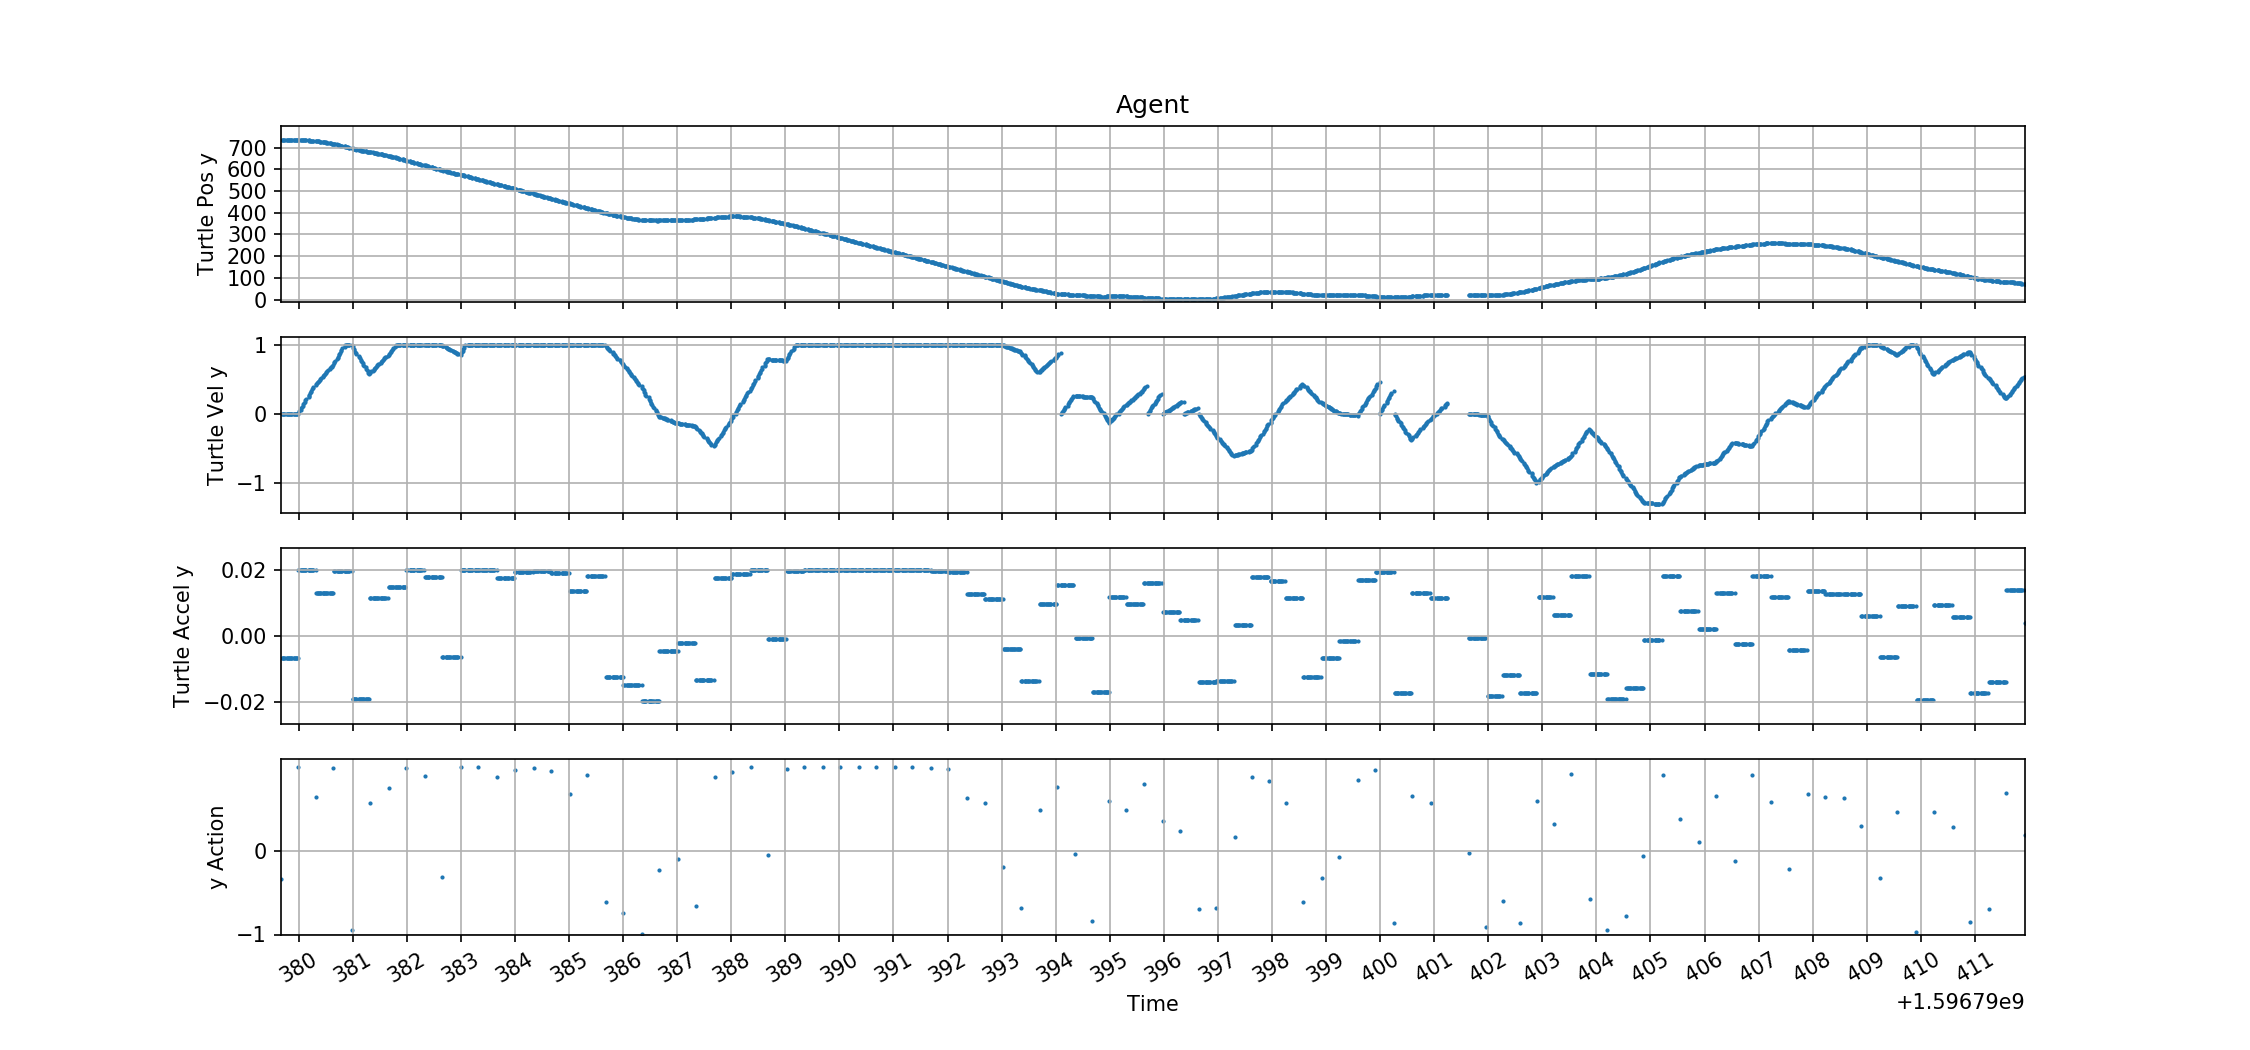 Agent
Turtle Pos y
700
600
500
400
300
200
100
0
Turtle Vel y
1
0
−1
Turtle Accel y
0.02
0.00
−0.02
y Action
0
−1
380 381 382 383 384 385 386 387 388 389 390 391 392 393 394 395 396 397 398 399 400 401 402 403 404 405 406 407 408 409 410 411
Time
+1.59679e9